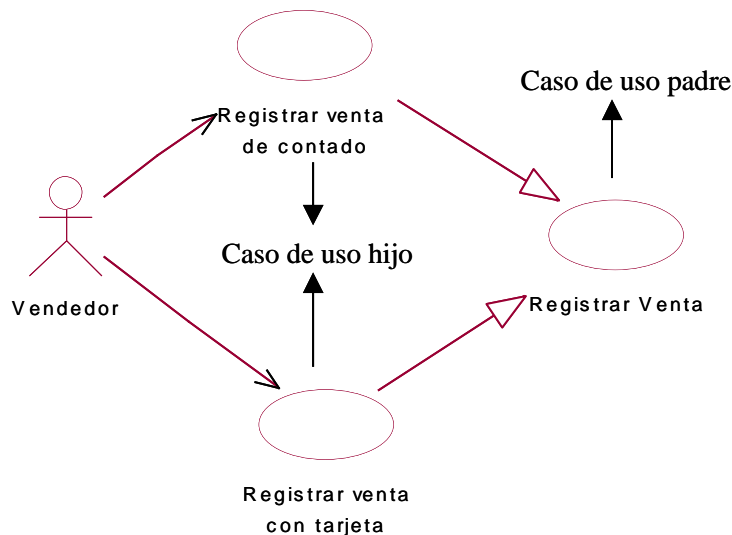 Caso de uso padre
Registrar venta
de contado
Caso de uso hijo
Vendedor
Registrar Venta
Registrar venta
con tarjeta